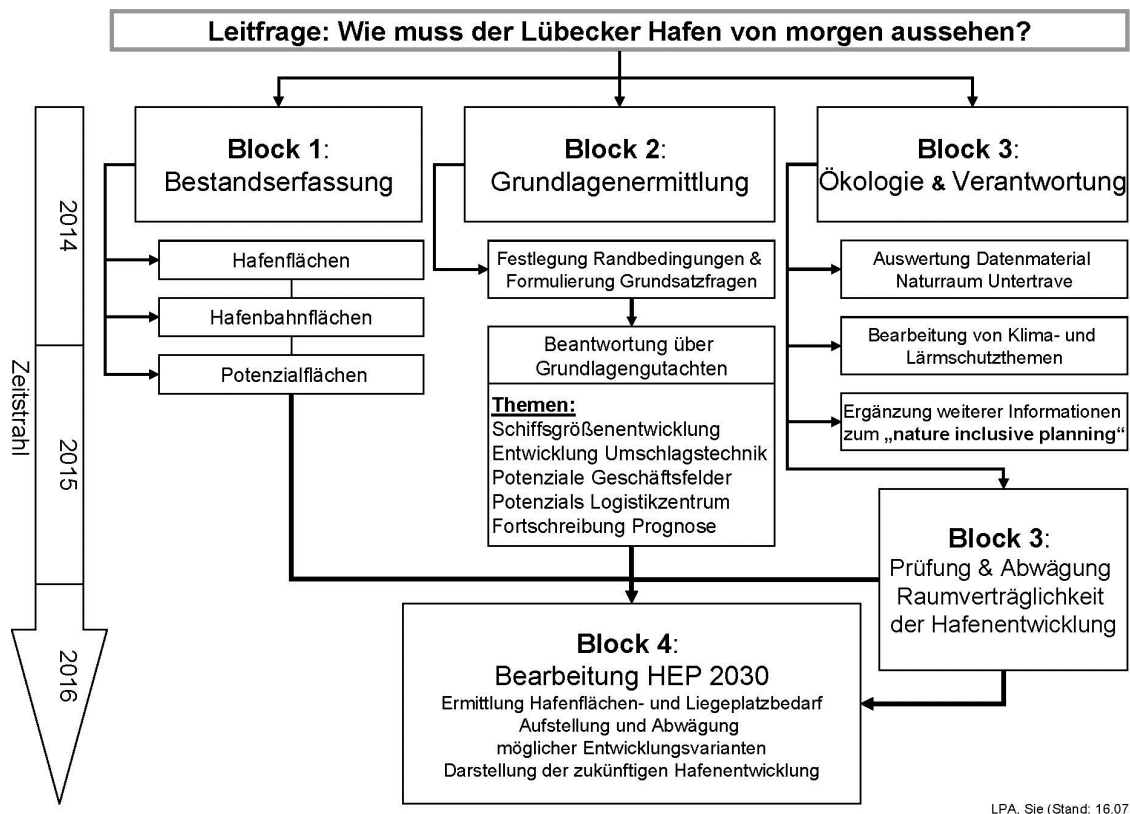 Leitfrage: Wie muss der Lübecker Hafen von morgen aussehen?
Block 1:
Bestandserfassung
Block 2:
Grundlagenermittlung
Block 3:
Ökologie & Verantwortung
Zeitstrahl
2014
2015
2016
Hafenflächen
Hafenbahnflächen
Potenzialflächen
Festlegung Randbedingungen &
Formulierung Grundsatzfragen
Beantwortung über
Grundlagengutachten
Themen:
Schiffsgrößenentwicklung
Entwicklung Umschlagstechnik
Potenziale Geschäftsfelder
Potenzials Logistikzentrum
Fortschreibung Prognose
Auswertung Datenmaterial
Naturraum Untertrave
Bearbeitung von Klima- und
Lärmschutzthemen
Ergänzung weiterer Informationen
zum „nature inclusive planning“
Block 3:
Prüfung & Abwägung
Raumverträglichkeit
der Hafenentwicklung
Block 4:
Bearbeitung HEP 2030
Ermittlung Hafenflächen- und Liegeplatzbedarf
Aufstellung und Abwägung
möglicher Entwicklungsvarianten
Darstellung der zukünftigen Hafenentwicklung
LPA, Sie (Stand: 16.07